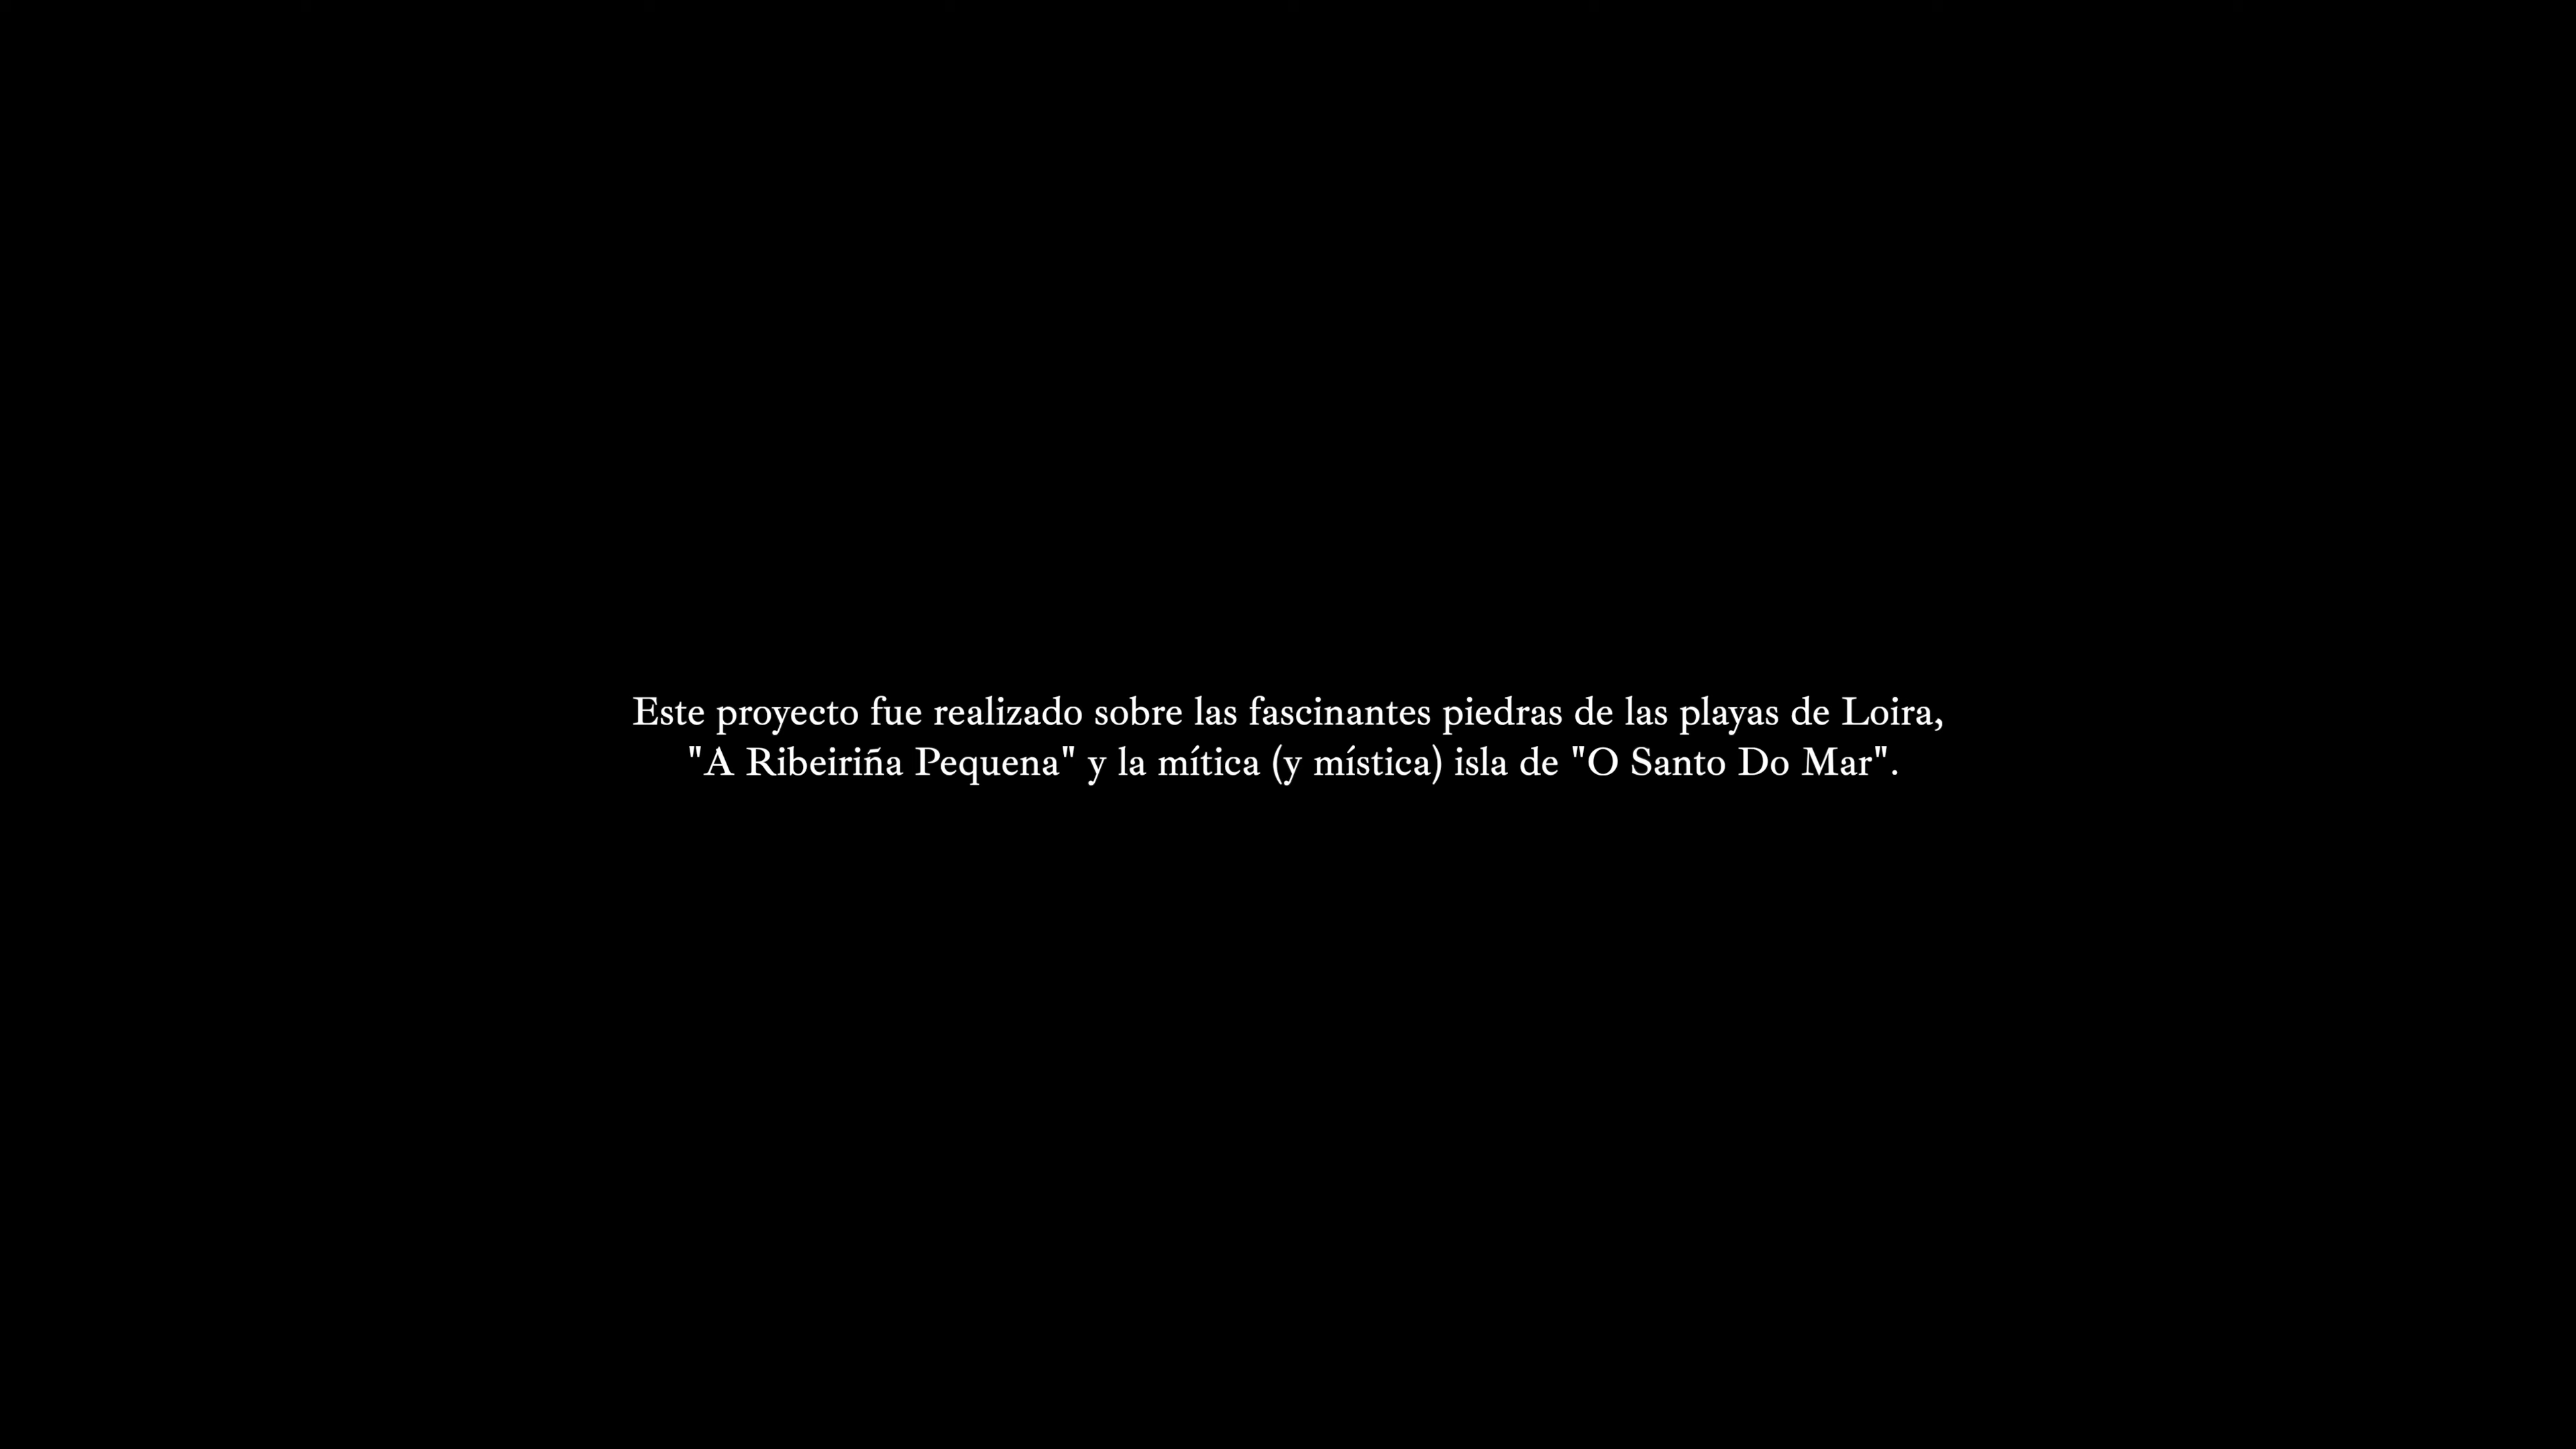 Este proyecto fue realizado sobre las fascinantes piedras de las playas de Loira,
"A Ribeiriña Pequena" y la mítica (y mística) isla de "O Santo Do Mar".